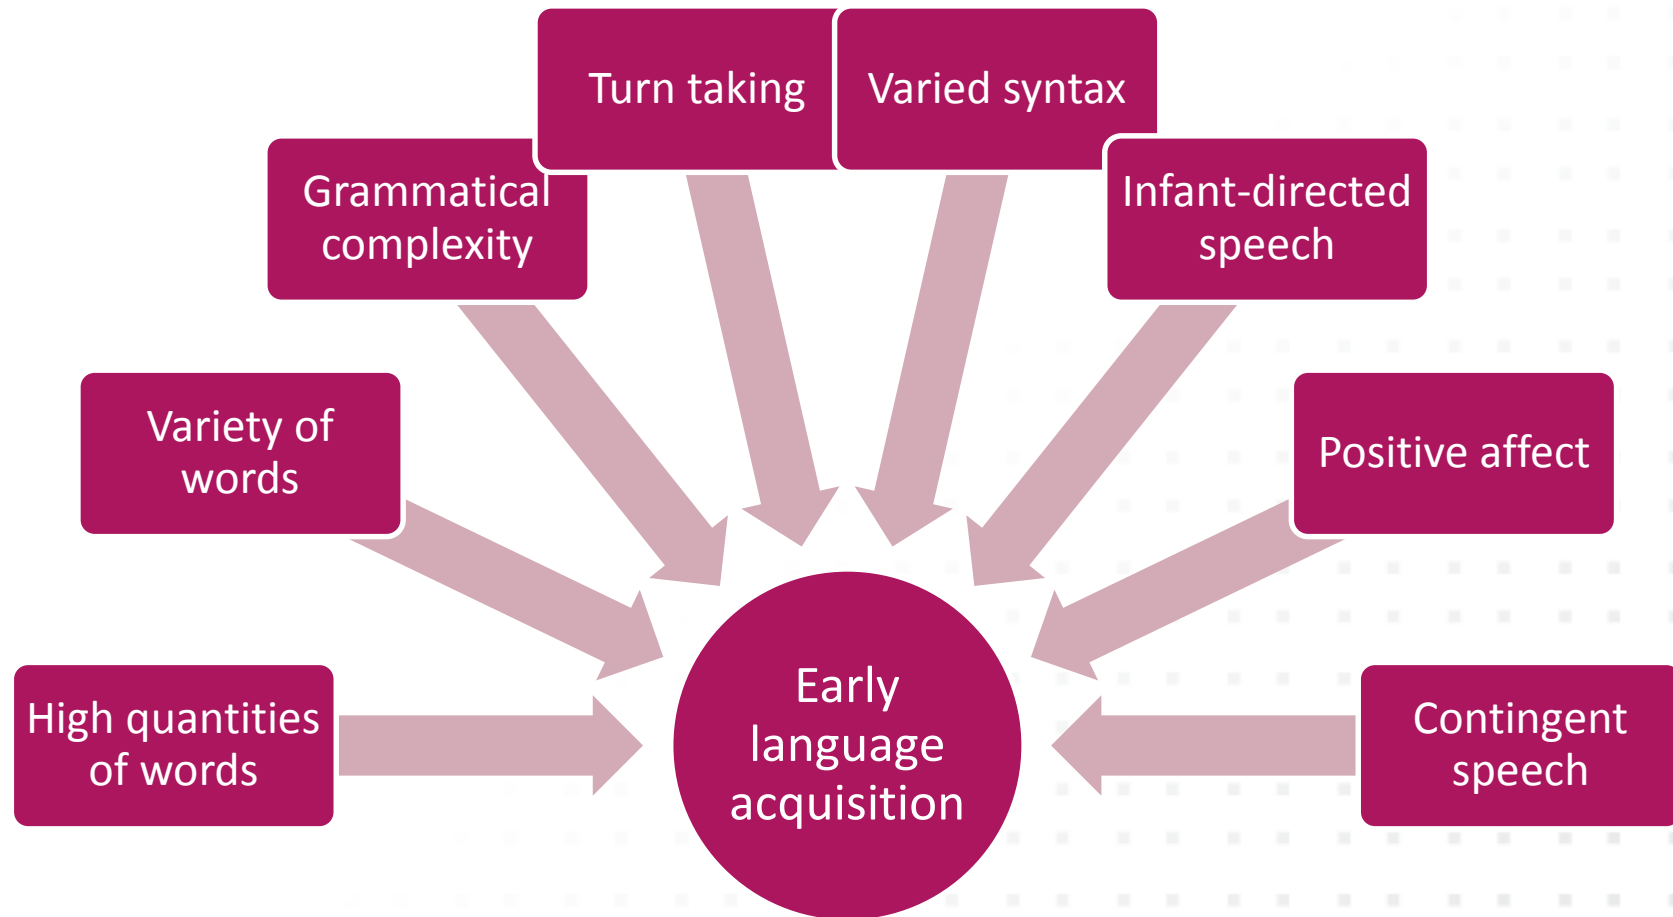 Turn taking
Varied syntax
Grammatical
complexity
Infant-directed
speech
Variety of
words
Positive affect
High quantities
of words
Early
language
acquisition
Contingent
speech